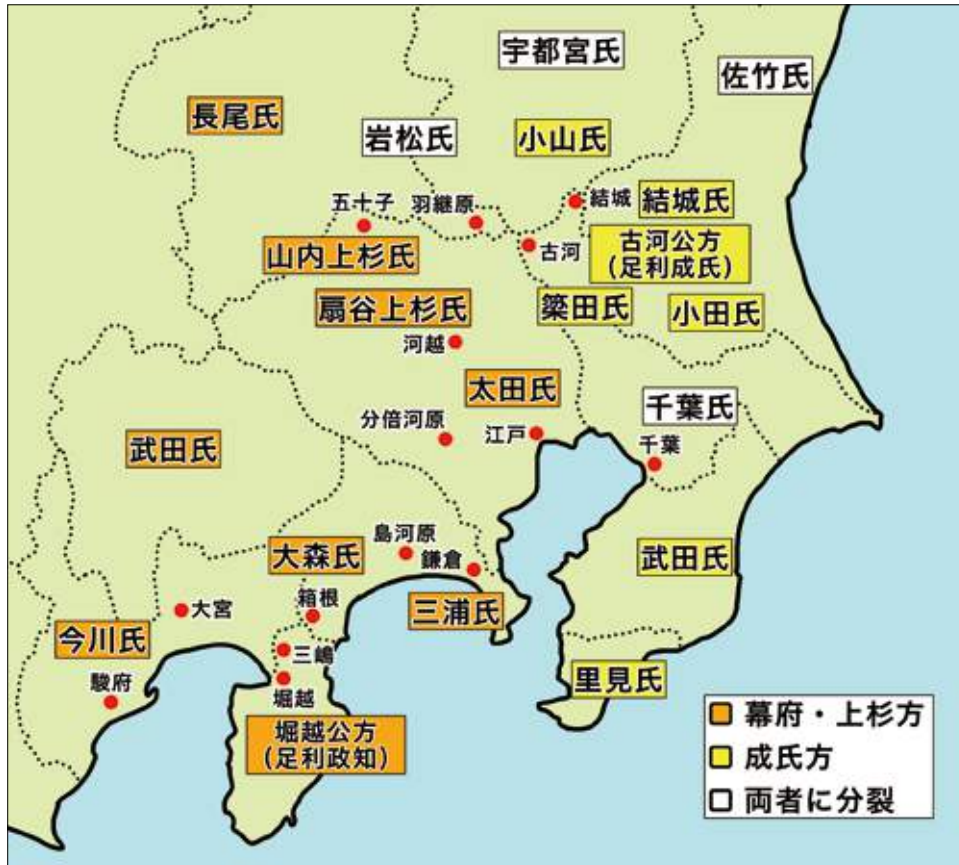 宇都宮氏
佐竹氏
長尾氏
岩松氏
小山氏
五十子
羽継原
結城
結城氏
山内上杉氏
古河
古河公方
(足利成氏)
扇谷上杉氏
簗田氏
小田氏
河越
太田氏
千葉氏
武田氏
分倍河原
江戸
千葉
大森氏
島河原
鎌倉
武田氏
大宮
箱根
三浦氏
今川氏
三嶋
里見氏
駿府
堀越
堀越公方
(足利政知)
幕府・上杉方
成氏方
両者に分裂